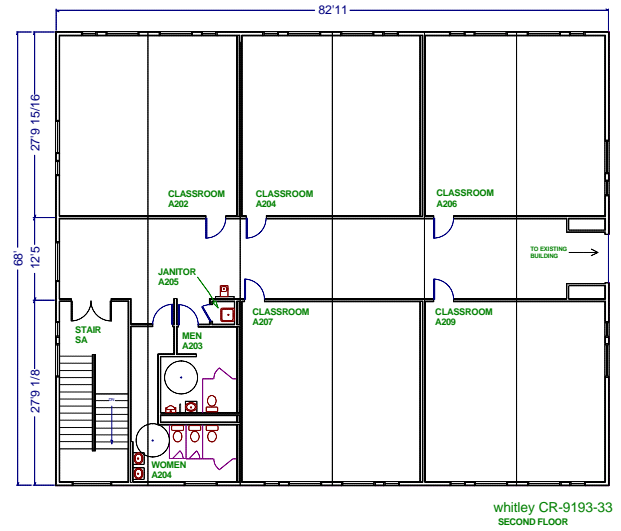 82'11
27'9 15/16
CLASSROOM
A202
CLASSROOM
A204
CLASSROOM
A206
68'
12'5
TO EXISTING
BUILDING
JANITOR
A205
CLASSROOM
A207
CLASSROOM
A209
STAIR
SA
MEN
A203
27'9 1/8
WOMEN
A204
whitley CR-9193-33
SECOND FLOOR